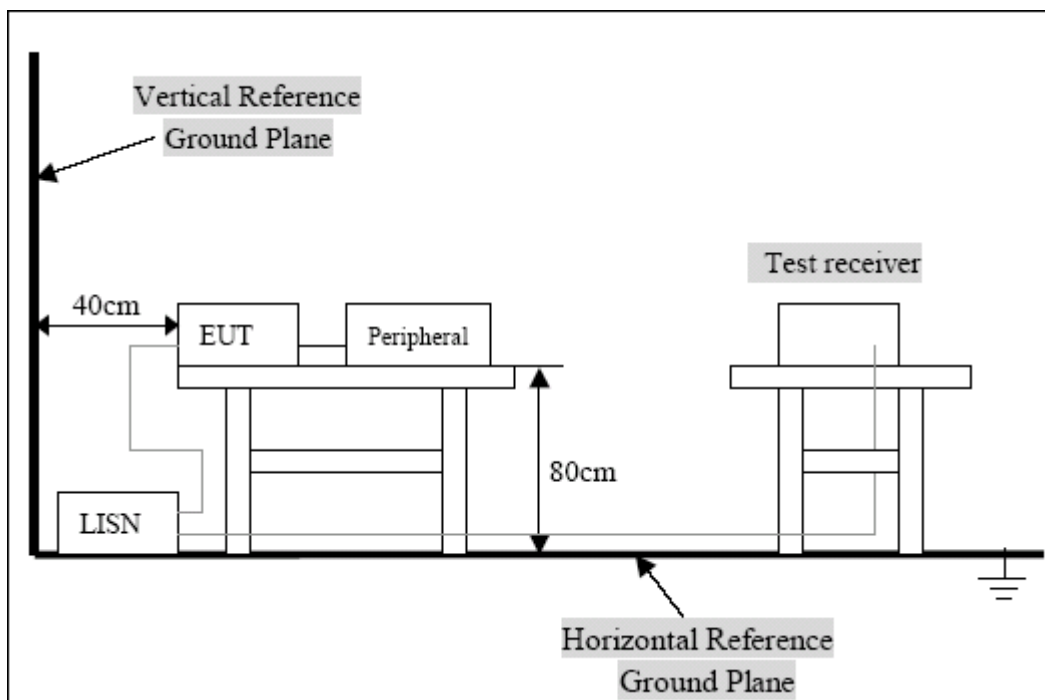 Vertical Reference
Ground Plane
Test receiver
40cm
EUT
Peripheral
80cm
LISN
Horizontal Reference
Ground Plane